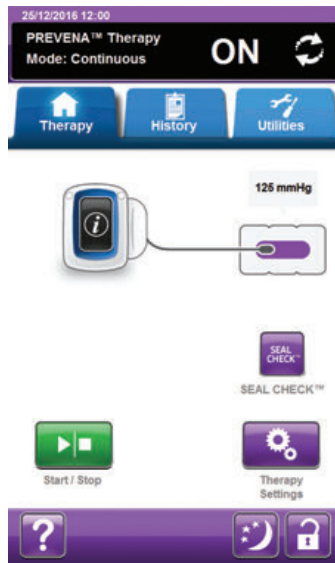 25/12/2016 12:00
PREVENA™ Therapy
Mode: Continuous
ON
Therapy
History
Utilities
125 mmHg
i
SEAL
CHECK™
SEAL CHECK™
Start / Stop
Therapy
Settings
?